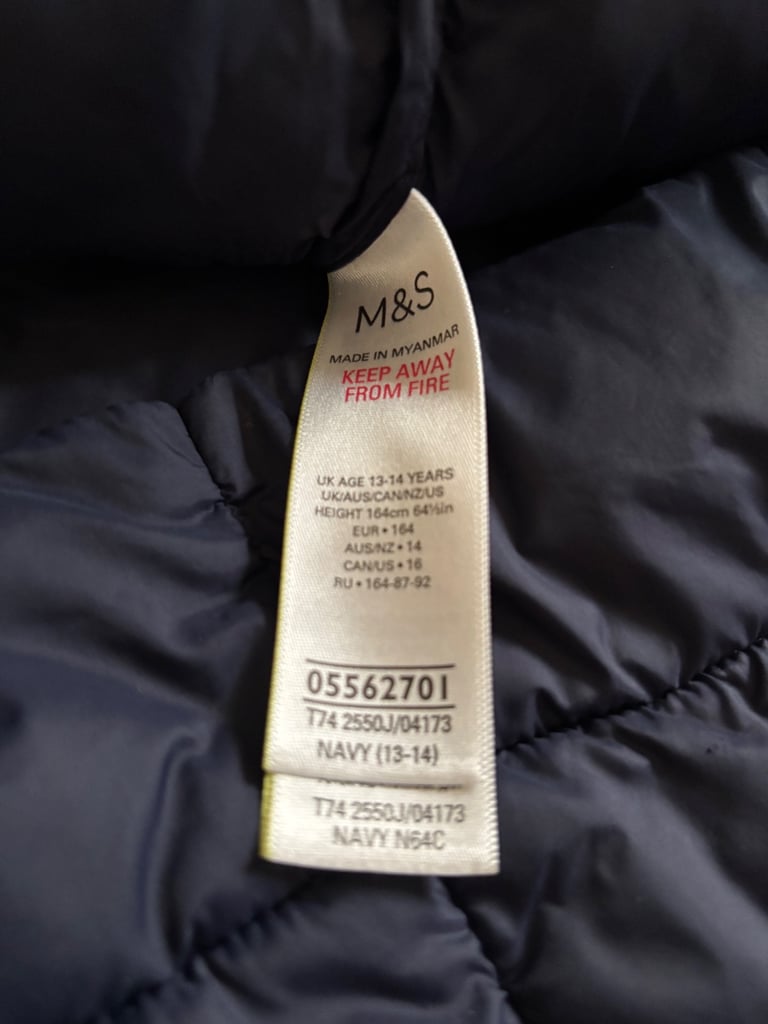 M&S
MADE IN MYANMAR
KEEP AWAY
FROM FIRE
UK AGE 13-14 YEARS
UK/AUS/CAN/NZ/US
HEIGHT 164cm 64½in
EUR • 164
AUS/NZ • 14
CAN/US • 16
RU • 164-87-92
05562701
T74 2550J/04173
NAVY (13-14)
T74 2550J/04173
NAVY N64C